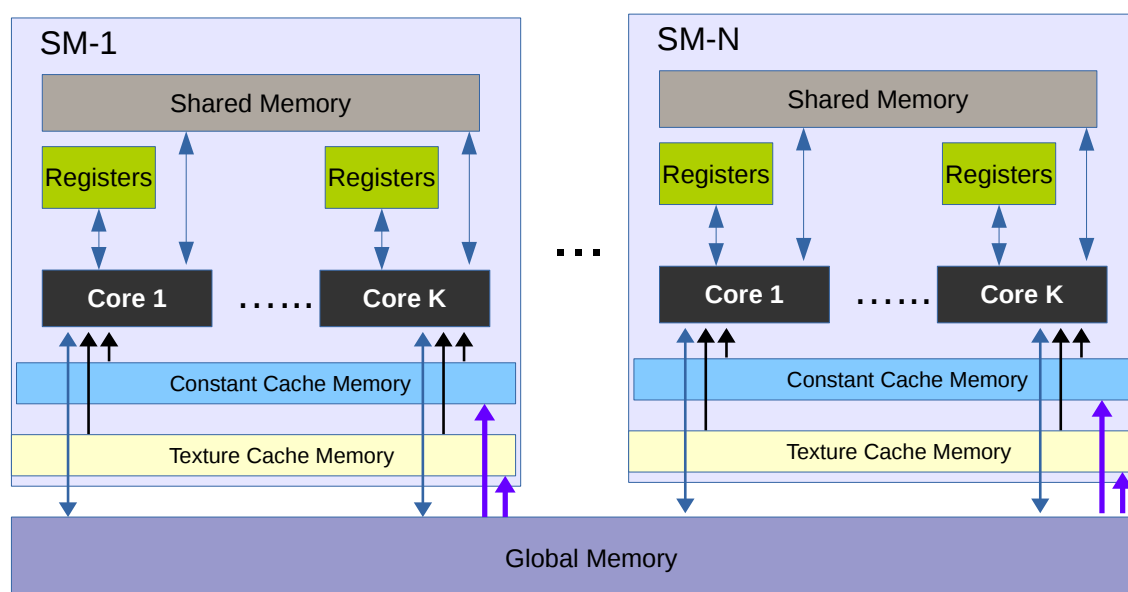 SM-1
Shared Memory
Registers
Registers
Core 1
......
Core K
Constant Cache Memory
Texture Cache Memory
...
SM-N
Shared Memory
Registers
Registers
Core 1
......
Core K
Constant Cache Memory
Texture Cache Memory
Global Memory